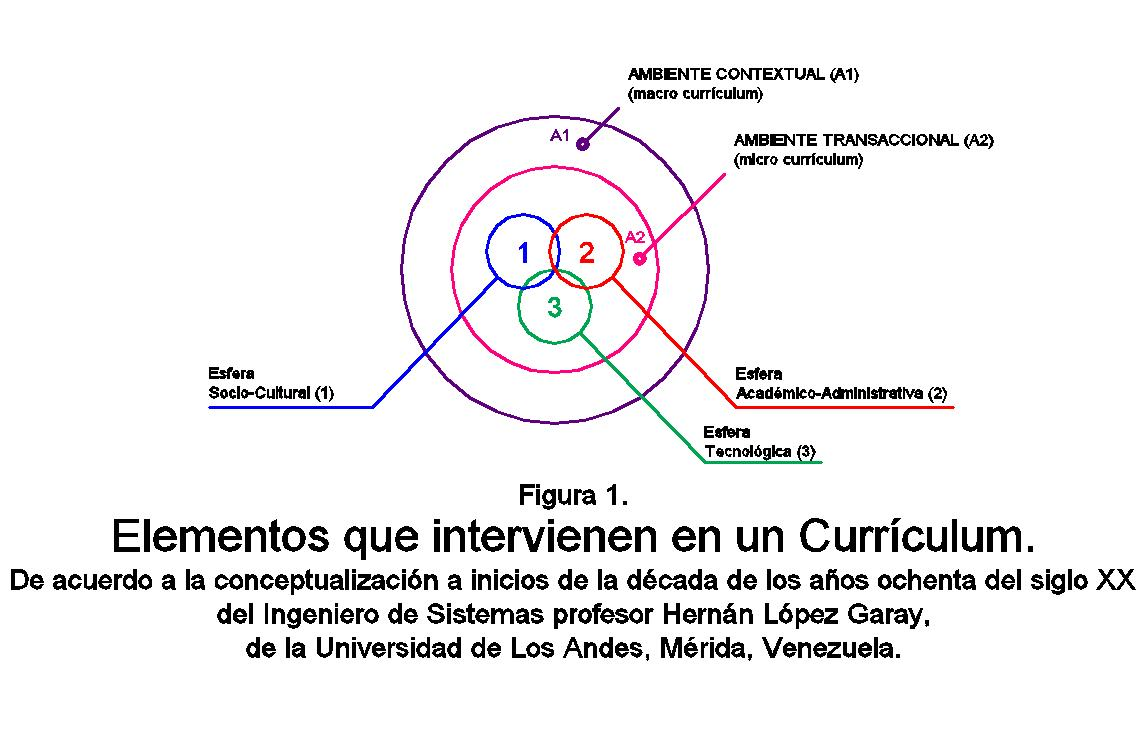 AMBIENTE CONTEXTUAL (A1)
(macro currículum)
A1
AMBIENTE TRANSACCIONAL (A2)
(micro currículum)
A2
1
2
3
Esfera
Socio-Cultural (1)
Esfera
Académico-Administrativa (2)
Esfera
Tecnológica (3)
Figura 1.
Elementos que intervienen en un Currículum.
De acuerdo a la conceptualización a inicios de la década de los años ochenta del siglo XX
del Ingeniero de Sistemas profesor Hernán López Garay,
de la Universidad de Los Andes, Mérida, Venezuela.